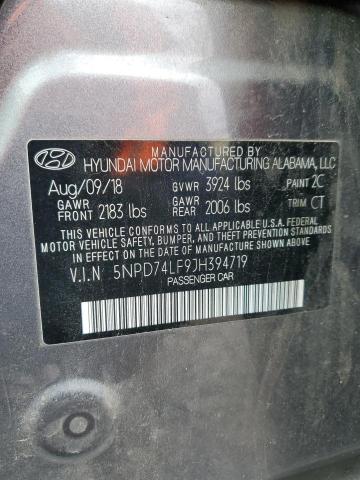 MANUFACTURED BY
HYUNDAI MOTOR MANUFACTURING ALABAMA, LLC
Aug/09/18 GVWR 3924 lbs PAINT 2C
GAWR FRONT 2183 lbs GAWR REAR 2006 lbs TRIM CT
THIS VEHICLE CONFORMS TO ALL APPLICABLE FEDERAL
MOTOR VEHICLE SAFETY, BUMPER, AND THEFT PREVENTION
STANDARDS IN EFFECT ON THE DATE OF MANUFACTURE SHOWN ABOVE.
V.I.N 5NPD74LF9JH394719
PASSENGER CAR